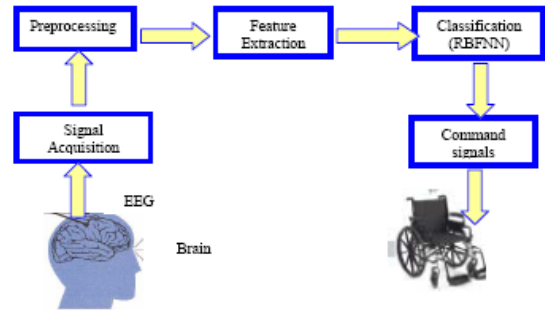 Preprocessing
Feature
Extraction
Classification
(RBFNN)
Signal
Acquisition
Command
signals
EEG
Brain